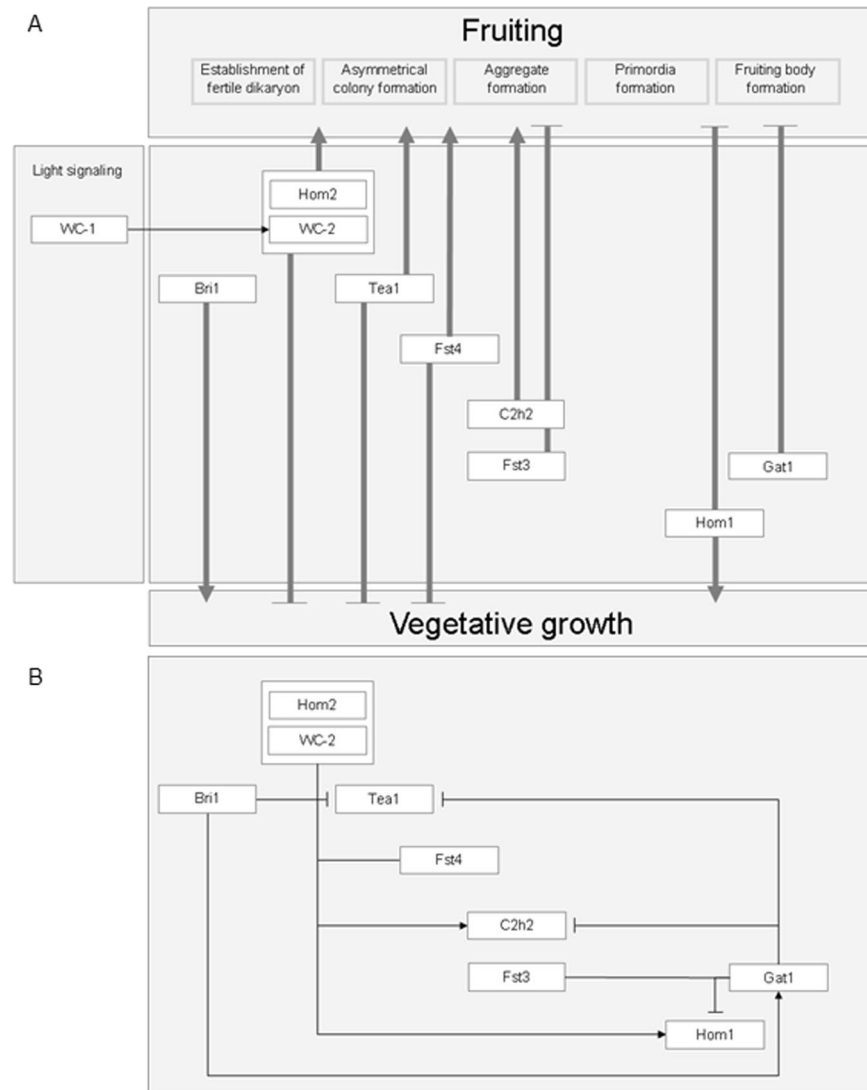 A
Fruiting
Establishment of
fertile dikaryon
Asymmetrical
colony formation
Aggregate
formation
Primordia
formation
Fruiting body
formation
Light signaling
WC-1
Hom2
WC-2
Bri1
Tea1
Fst4
C2h2
Fst3
Gat1
Hom1
Vegetative growth
B
Hom2
WC-2
Bri1
Tea1
Fst4
C2h2
Fst3
Gat1
Hom1